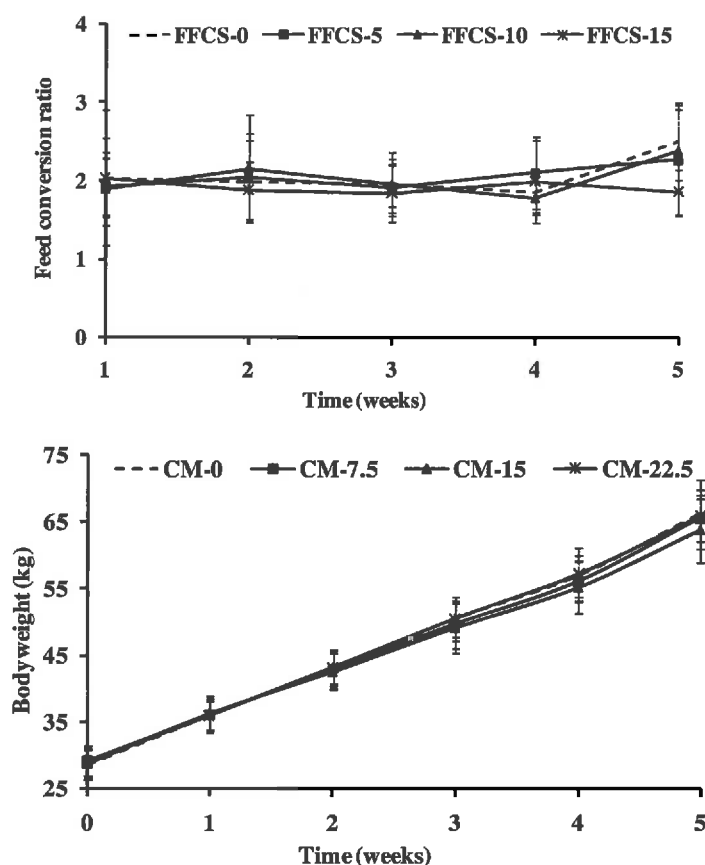 4
FFCS-0 FFCS-5 FFCS-10 FFCS-15
3
2
1
0
Feed conversion ratio
1 2 3 4 5
Time (weeks)
75
CM-0 CM-7.5 CM-15 CM-22.5
65
55
45
35
25
Bodyweight (kg)
0 1 2 3 4 5
Time (weeks)